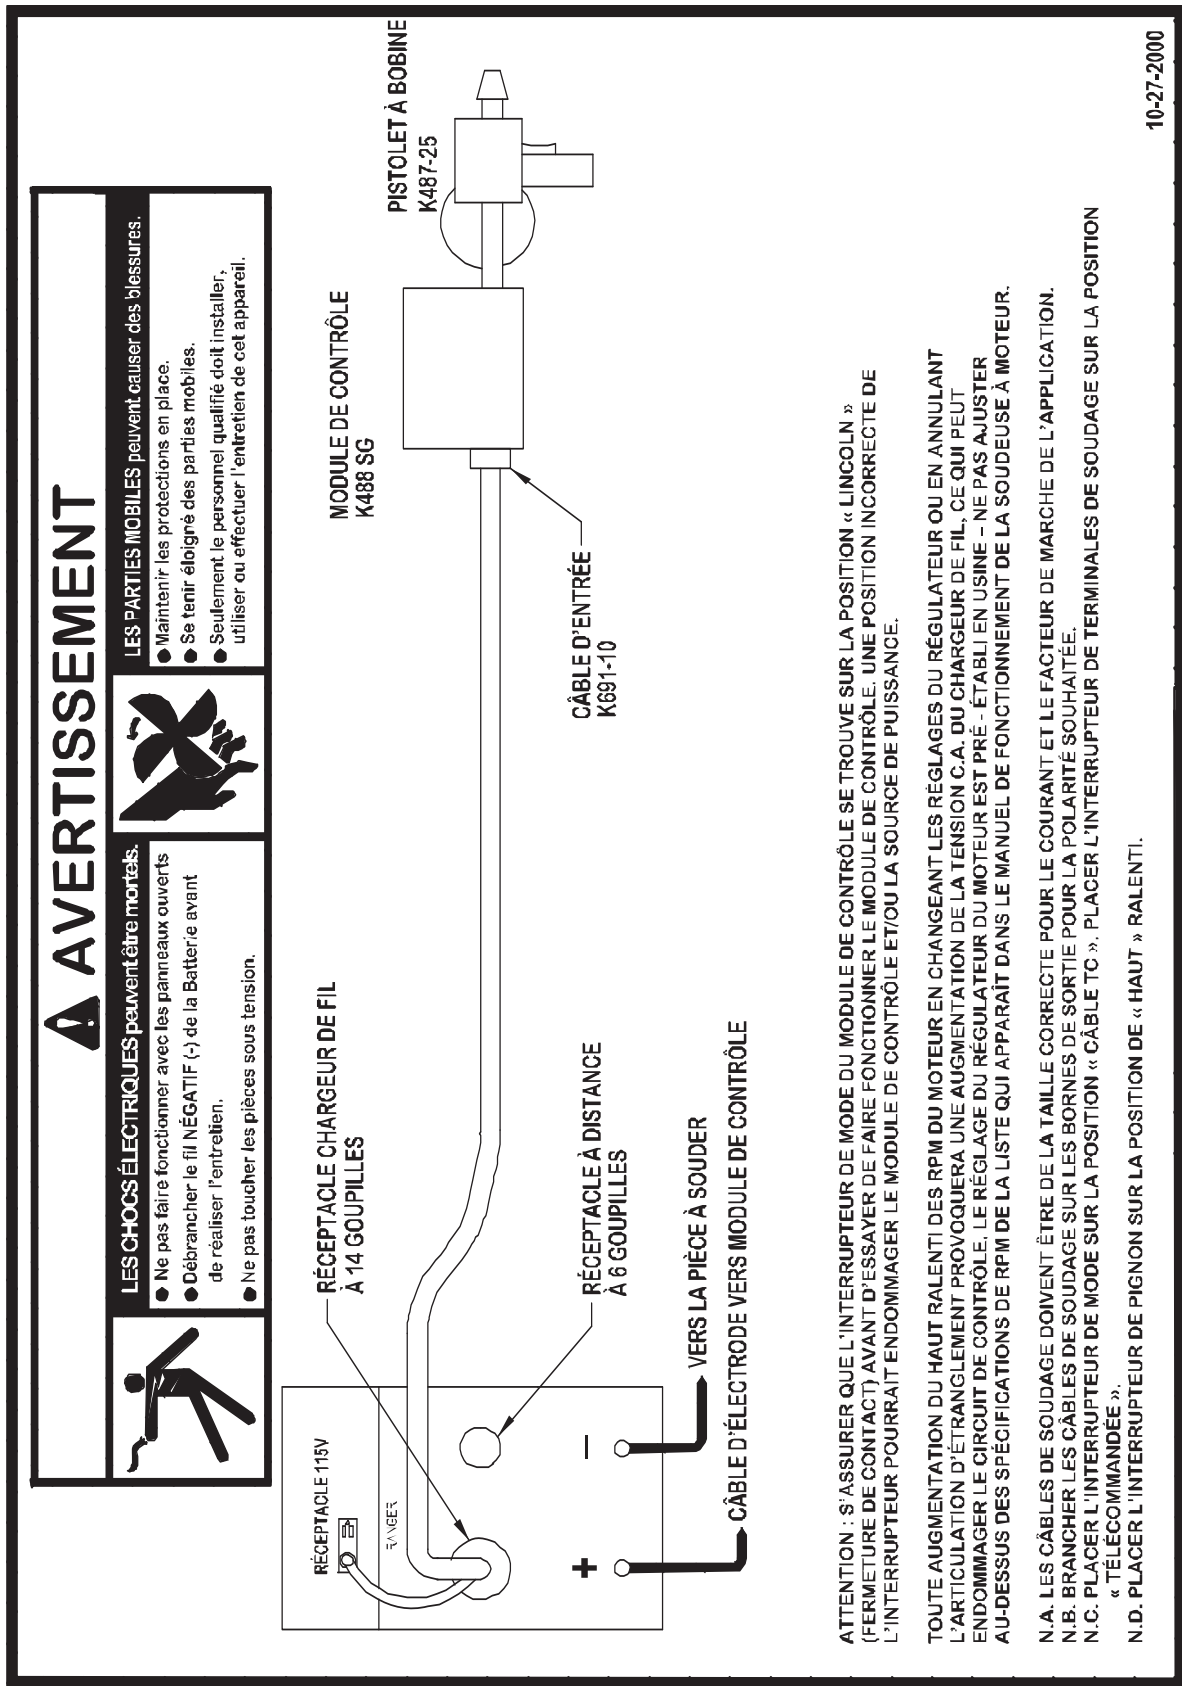 AVERTISSEMENT
LES CHOCS ÉLECTRIQUES peuvent être mortels.
● Ne pas faire fonctionner avec les panneaux ouverts
● Débrancher le fil NÉGATIF (-) de la Batterie avant
de réaliser l'entretien.
● Ne pas toucher les pièces sous tension.
LES PARTIES MOBILES peuvent causer des blessures.
● Maintenir les protections en place.
● Se tenir éloigné des parties mobiles.
● Seulement le personnel qualifié doit installer,
utiliser ou effectuer l'entretien de cet appareil.
RÉCEPTACLE 115V
RANGER
RÉCEPTACLE CHARGEUR DE FIL
À 14 GOUPILLES
RÉCEPTACLE À DISTANCE
À 6 GOUPILLES
+
−
VERS LA PIÈCE À SOUDER
CÂBLE D'ÉLECTRODE VERS MODULE DE CONTRÔLE
CÂBLE D'ENTRÉE
K691-10
MODULE DE CONTRÔLE
K488 SG
PISTOLET À BOBINE
K487-25
ATTENTION : S'ASSURER QUE L'INTERRUPTEUR DE MODE DU MODULE DE CONTRÔLE SE TROUVE SUR LA POSITION « LINCOLN »
(FERMETURE DE CONTACT) AVANT D'ESSAYER DE FAIRE FONCTIONNER LE MODULE DE CONTRÔLE. UNE POSITION INCORRECTE DE
L'INTERRUPTEUR POURRAIT ENDOMMAGER LE MODULE DE CONTRÔLE ET/OU LA SOURCE DE PUISSANCE.
TOUTE AUGMENTATION DU HAUT RALENTI DES RPM DU MOTEUR EN CHANGEANT LES RÉGLAGES DU RÉGULATEUR OU EN ANNULANT
L'ARTICULATION D'ÉTRANGLEMENT PROVOQUERA UNE AUGMENTATION DE LA TENSION C.A. DU CHARGEUR DE FIL, CE QUI PEUT
ENDOMMAGER LE CIRCUIT DE CONTRÔLE. LE RÉGLAGE DU RÉGULATEUR DU MOTEUR EST PRÉ - ÉTABLI EN USINE – NE PAS AJUSTER
AU-DESSUS DES SPÉCIFICATIONS DE RPM DE LA LISTE QUI APPARAÎT DANS LE MANUEL DE FONCTIONNEMENT DE LA SOUDEUSE À MOTEUR.
N.A. LES CÂBLES DE SOUDAGE DOIVENT ÊTRE DE LA TAILLE CORRECTE POUR LE COURANT ET LE FACTEUR DE MARCHE DE L'APPLICATION.
N.B. BRANCHER LES CÂBLES DE SOUDAGE SUR LES BORNES DE SORTIE POUR LA POLARITÉ SOUHAITÉE.
N.C. PLACER L'INTERRUPTEUR DE MODE SUR LA POSITION « CÂBLE TC ». PLACER L'INTERRUPTEUR DE TERMINALES DE SOUDAGE SUR LA POSITION
« TÉLÉCOMMANDÉE ».
N.D. PLACER L'INTERRUPTEUR DE PIGNON SUR LA POSITION DE « HAUT » RALENTI.
10-27-2000